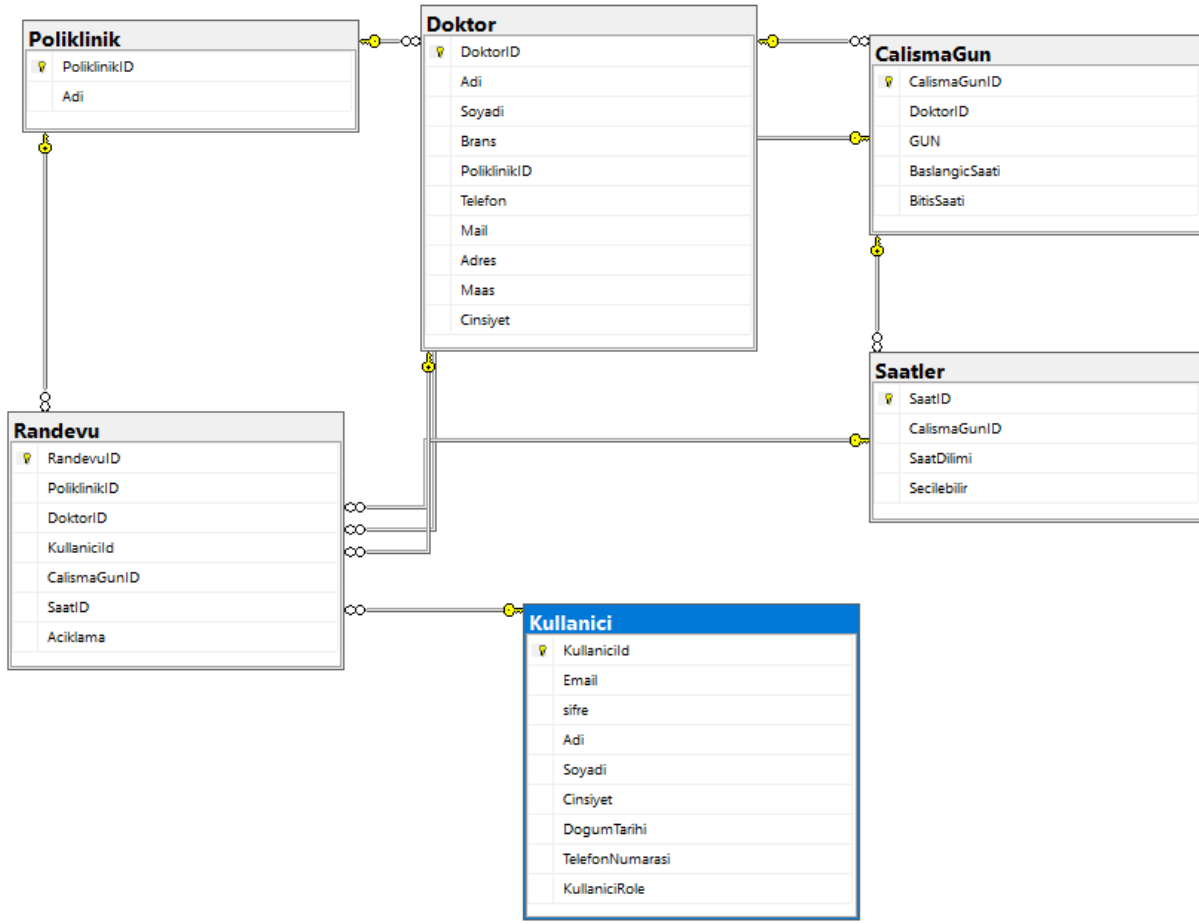 Poliklinik
PoliklinikID
Adi
Doktor
DoktorID
Adi
Soyadi
Brans
PoliklinikID
Telefon
Mail
Adres
Maas
Cinsiyet
CalismaGun
CalismaGunID
DoktorID
GUN
BaslangicSaati
BitisSaati
Saatler
SaatID
CalismaGunID
SaatDilimi
Secilebilir
Randevu
RandevuID
PoliklinikID
DoktorID
KullaniciId
CalismaGunID
SaatID
Aciklama
Kullanici
KullaniciId
Email
sifre
Adi
Soyadi
Cinsiyet
DogumTarihi
TelefonNumarasi
KullaniciRole